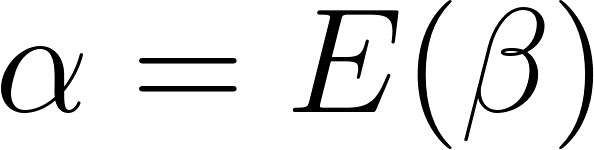 α = E(β)